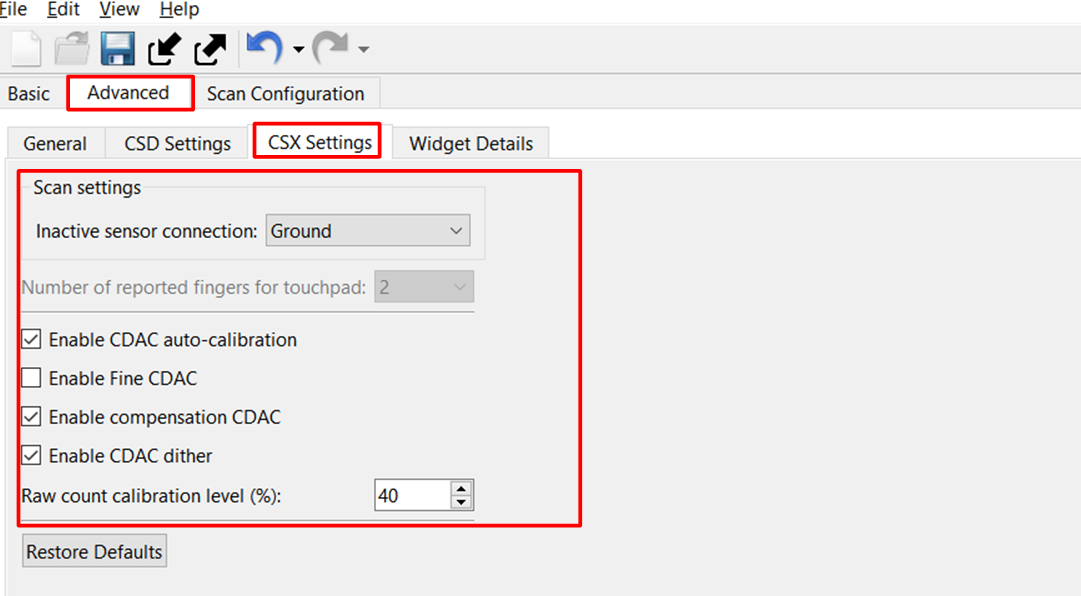 File Edit View Help
Basic Advanced Scan Configuration
General CSD Settings CSX Settings Widget Details
Scan settings
Inactive sensor connection: Ground
Number of reported fingers for touchpad: 2
Enable CDAC auto-calibration
Enable Fine CDAC
Enable compensation CDAC
Enable CDAC dither
Raw count calibration level (%): 40
Restore Defaults